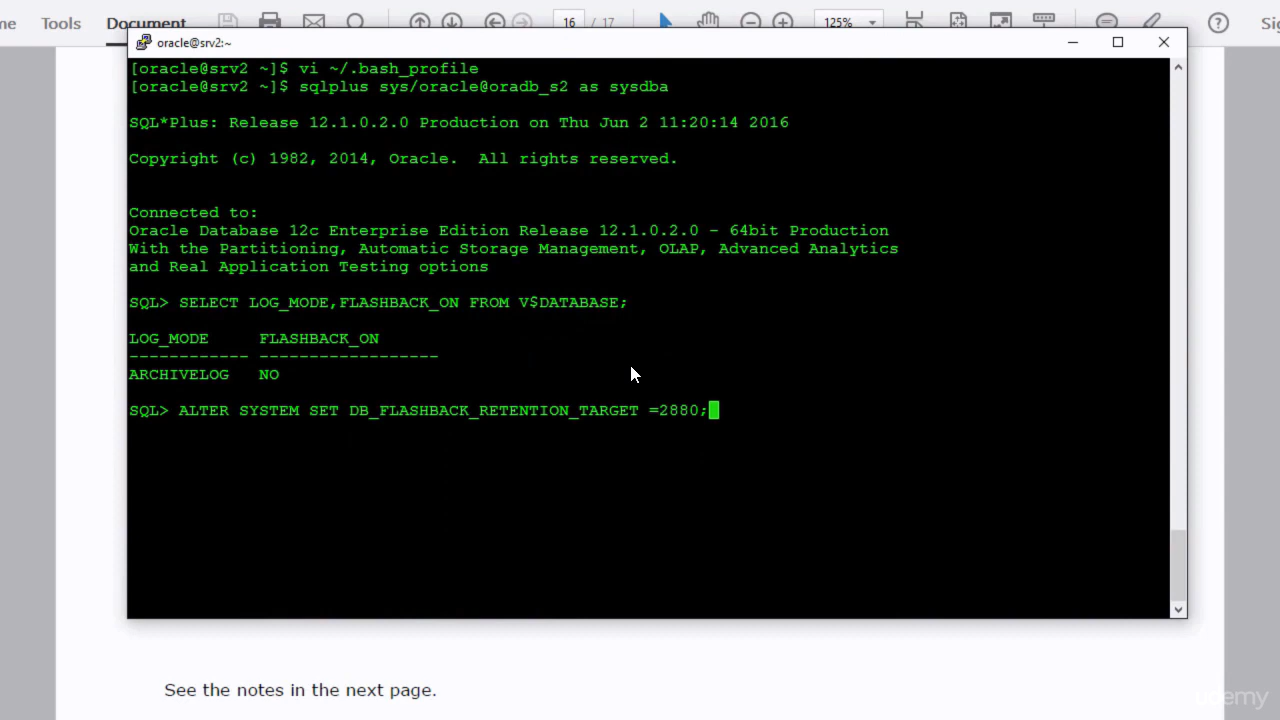 me Tools Document 16 / 17 125% Sig
oracle@srv2:~
[oracle@srv2 ~]$ vi ~/.bash_profile
[oracle@srv2 ~]$ sqlplus sys/oracle@oradb_s2 as sysdba
SQL*Plus: Release 12.1.0.2.0 Production on Thu Jun 2 11:20:14 2016
Copyright (c) 1982, 2014, Oracle.  All rights reserved.
Connected to:
Oracle Database 12c Enterprise Edition Release 12.1.0.2.0 - 64bit Production
With the Partitioning, Automatic Storage Management, OLAP, Advanced Analytics
and Real Application Testing options
SQL> SELECT LOG_MODE,FLASHBACK_ON FROM V$DATABASE;
LOG_MODE     FLASHBACK_ON
------------ ------------------
ARCHIVELOG   NO
SQL> ALTER SYSTEM SET DB_FLASHBACK_RETENTION_TARGET =2880;
See the notes in the next page.
udemy